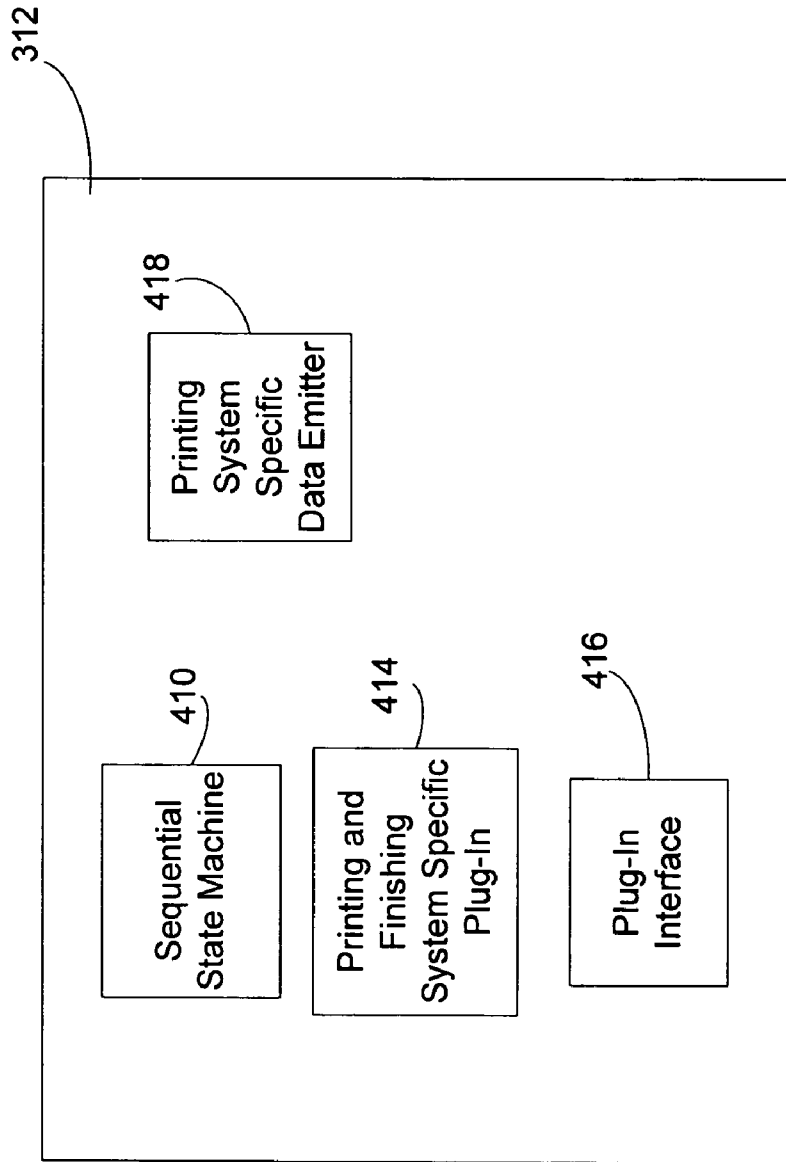 312
410
Sequential
State Machine
418
Printing
System
Specific
Data Emitter
414
Printing and
Finishing
System Specific
Plug-In
416
Plug-In
Interface